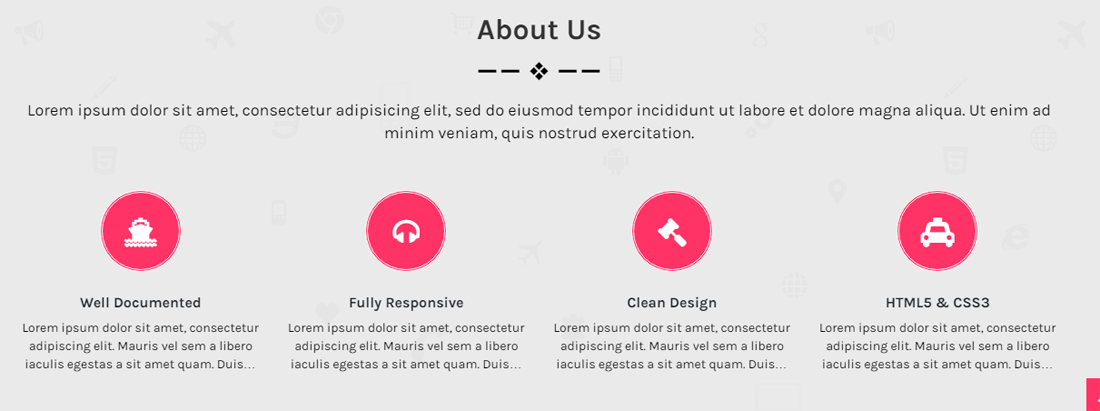 About Us
Lorem ipsum dolor sit amet, consectetur adipisicing elit, sed do eiusmod tempor incididunt ut labore et dolore magna aliqua. Ut enim ad
minim veniam, quis nostrud exercitation.
Well Documented
Lorem ipsum dolor sit amet, consectetur
adipiscing elit. Mauris vel sem a libero
iaculis egestas a sit amet quam. Duis...
Fully Responsive
Lorem ipsum dolor sit amet, consectetur
adipiscing elit. Mauris vel sem a libero
iaculis egestas a sit amet quam. Duis...
Clean Design
Lorem ipsum dolor sit amet, consectetur
adipiscing elit. Mauris vel sem a libero
iaculis egestas a sit amet quam. Duis...
HTML5 & CSS3
Lorem ipsum dolor sit amet, consectetur
adipiscing elit. Mauris vel sem a libero
iaculis egestas a sit amet quam. Duis...